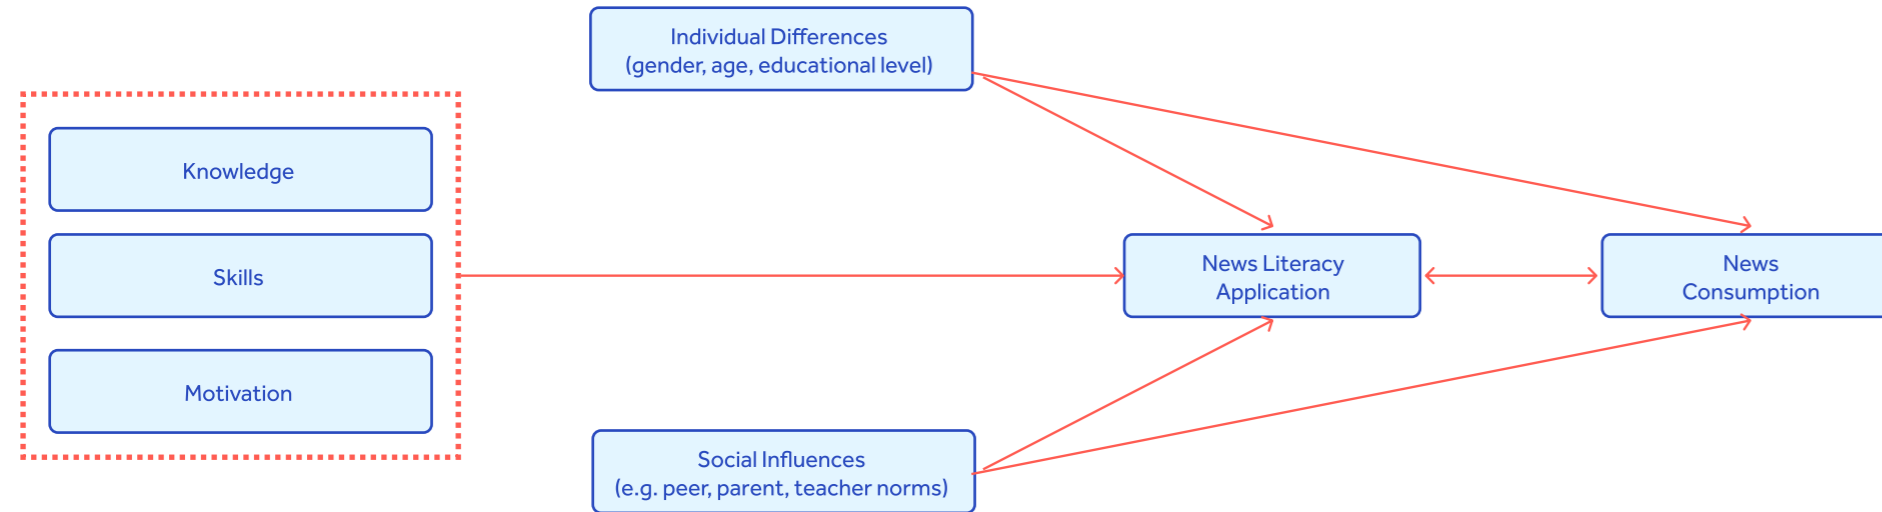 Individual Differences
(gender, age, educational level)
Knowledge
Skills
Motivation
News Literacy
Application
News
Consumption
Social Influences
(e.g. peer, parent, teacher norms)